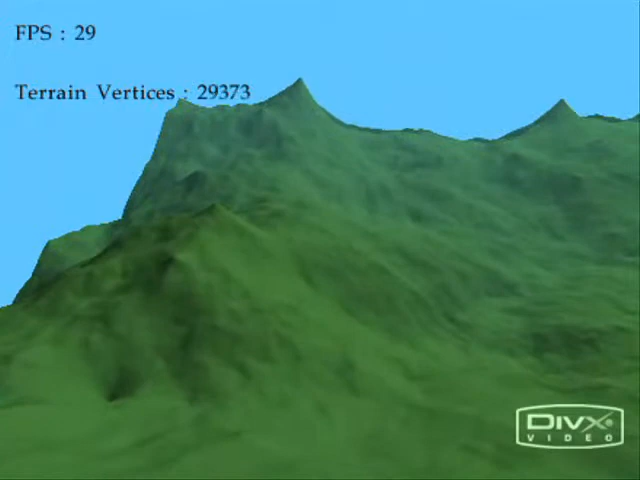 FPS : 29
Terrain Vertices : 29373
DivX
VIDEO